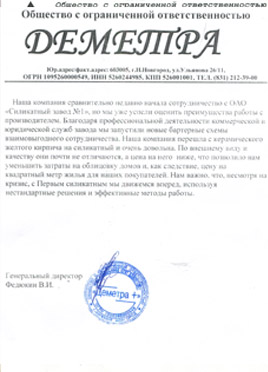 Общество с ограниченной ответственностью
Общество с ограниченной ответственностью
ДЕМЕТРА
Юр.адрес/факт.адрес: 603005, г.Н.Новгород, ул.Ульянова 26/11,
ОГРН 1095260000549, ИНН 5260244985, КПП 526001001, ТЕЛ. (831) 212-39-00
Наша компания сравнительно недавно начала сотрудничество с ОАО
«Силикатный завод №1», но мы уже успели оценить преимущества работы с
производителем. Благодаря профессиональной деятельности коммерческой и
юридической служб завода мы запустили новые бартерные схемы
взаимовыгодного сотрудничества. Наша компания перешла с керамического
желтого кирпича на силикатный и очень довольна. По внешнему виду и
качеству они почти не отличаются, а цена на него ниже, что позволило нам
уменьшить затраты на облицовку домов и, как следствие, цену на
квадратный метр жилья для наших покупателей. Нам важно, что, несмотря на
кризис, с Первым силикатным мы движемся вперед, используя
нестандартные решения и эффективные методы работы.
Генеральный директор
Федюкин В.И.
"Деметра +"